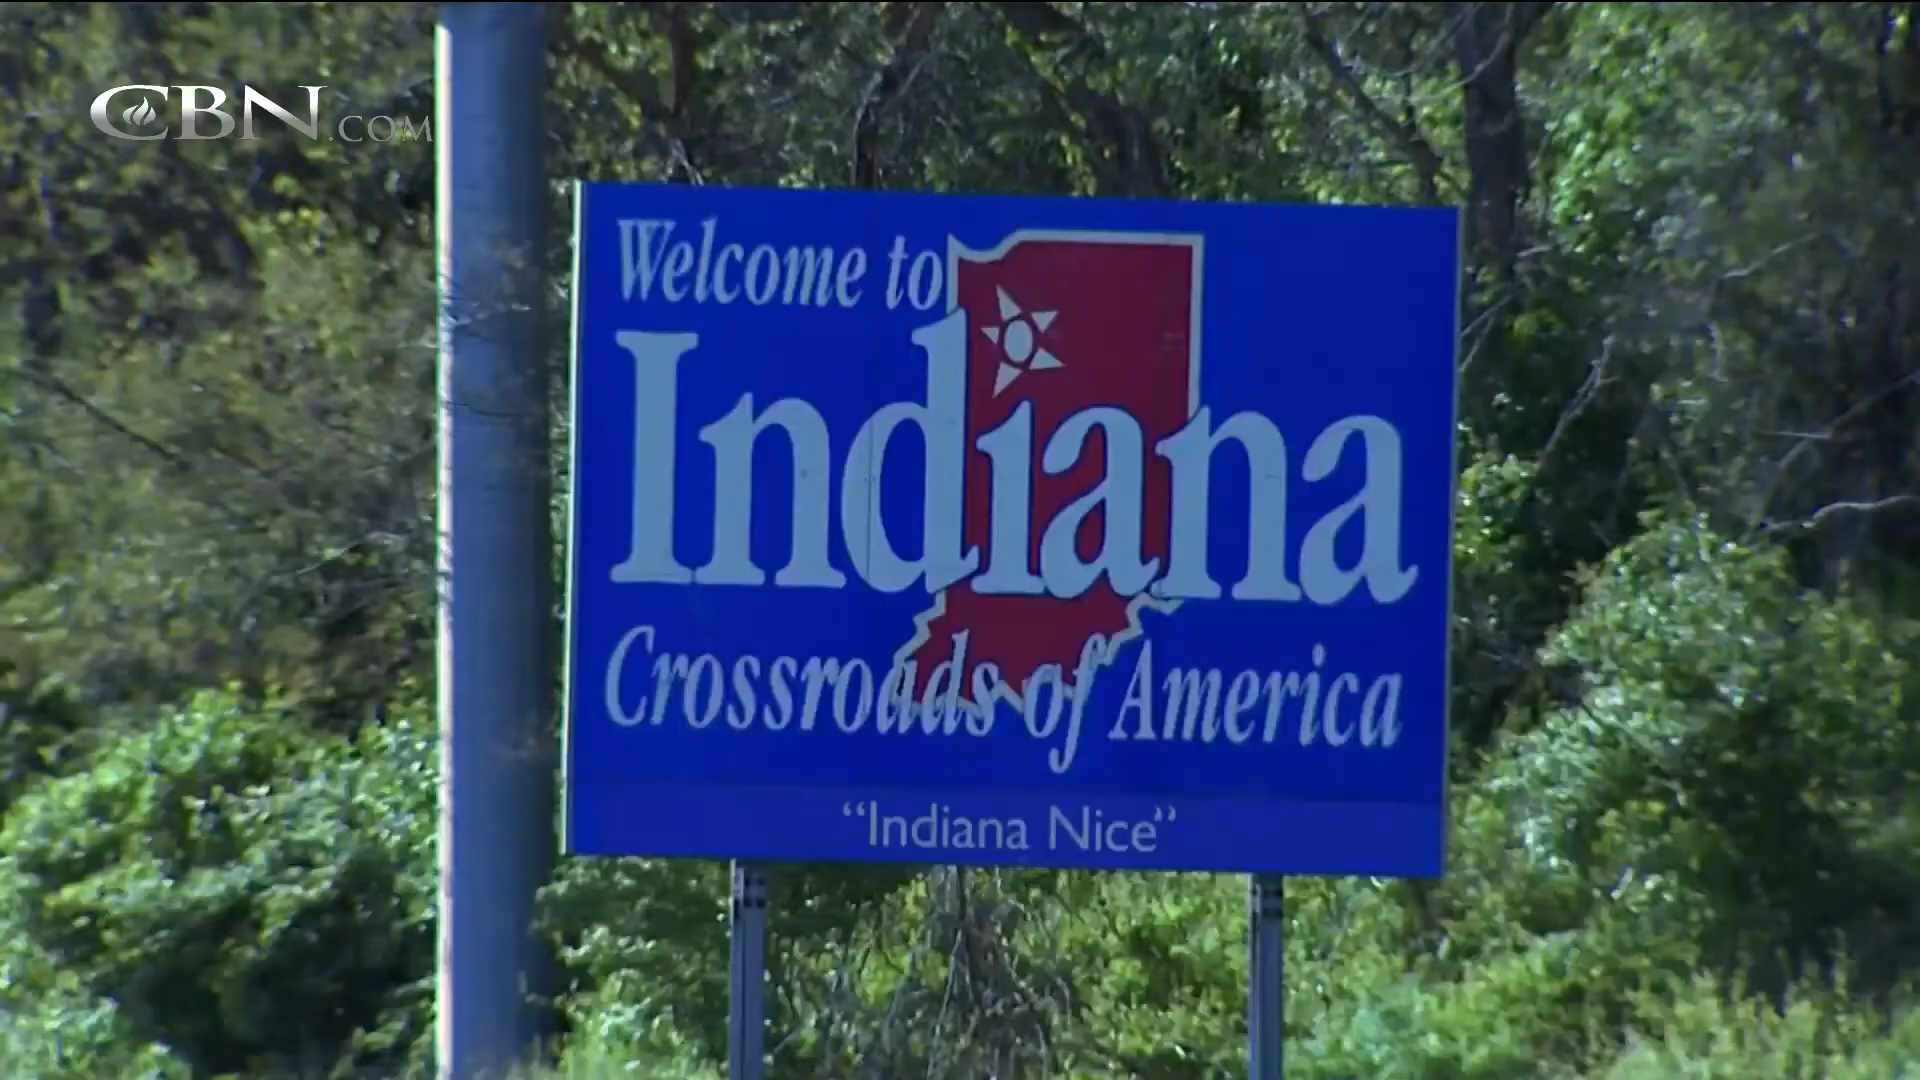 CBN.COM
Welcome to
Indiana
Crossroads of America
“Indiana Nice”